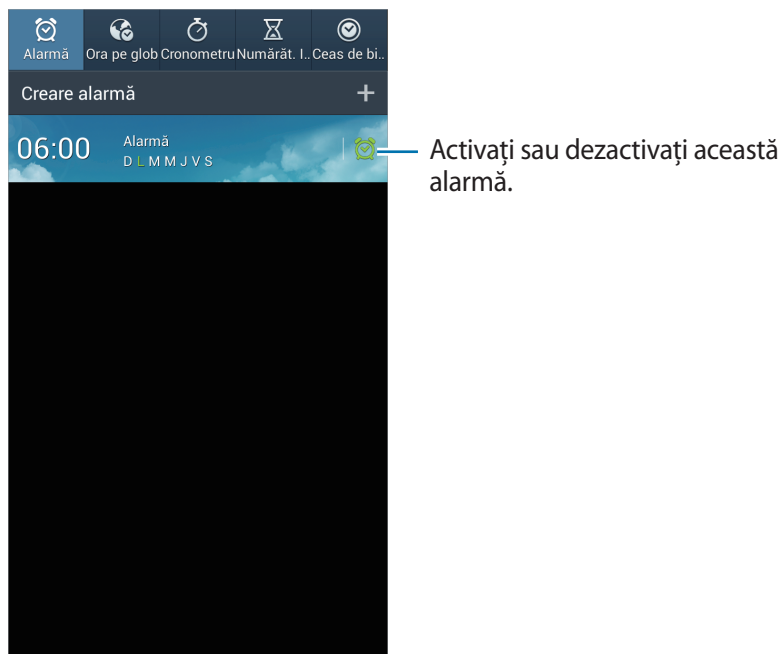 Alarmă Ora pe glob Cronometru Numărăt. I.. Ceas de bi..
Creare alarmă
06:00 Alarmă
D L M M J V S
Activați sau dezactivați această
alarmă.